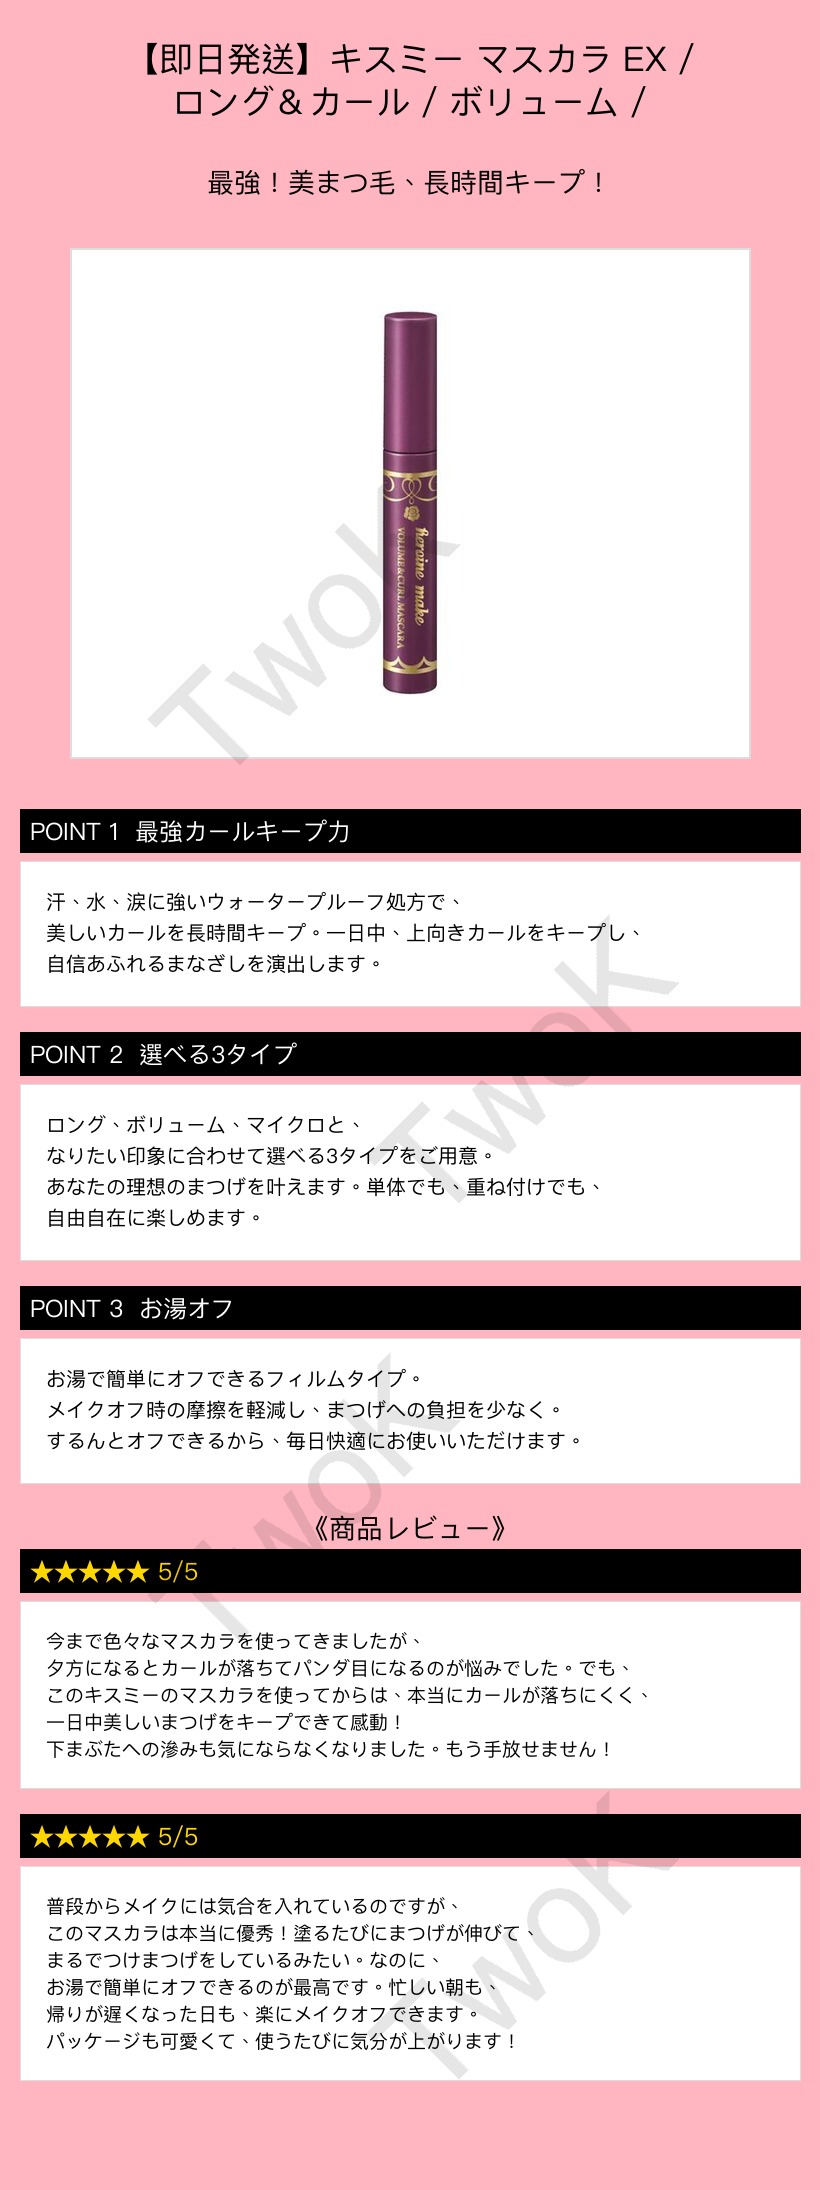 【即日発送】キスミー マスカラ EX /
ロング＆カール / ボリューム /
最強！美まつ毛、長時間キープ！
heroine make
VOLUME&CURL MASCARA
TwoK
POINT 1 最強カールキープ力
汗、水、涙に強いウォータープルーフ処方で、
美しいカールを長時間キープ。一日中、上向きカールをキープし、
自信あふれるまなざしを演出します。
TwoK
POINT 2 選べる3タイプ
ロング、ボリューム、マイクロと、
なりたい印象に合わせて選べる3タイプをご用意。
あなたの理想のまつげを叶えます。単体でも、重ね付けでも、
自由自在に楽しめます。
POINT 3 お湯オフ
お湯で簡単にオフできるフィルムタイプ。
メイクオフ時の摩擦を軽減し、まつげへの負担を少なく。
するんとオフできるから、毎日快適にお使いいただけます。
TwoK
《商品レビュー》
★★★★★ 5/5
今まで色々なマスカラを使ってきましたが、
夕方になるとカールが落ちてパンダ目になるのが悩みでした。でも、
このキスミーのマスカラを使ってからは、本当にカールが落ちにくく、
一日中美しいまつげをキープできて感動！
下まぶたへの滲みも気にならなくなりました。もう手放せません！
★★★★★ 5/5
普段からメイクには気合を入れているのですが、
このマスカラは本当に優秀！塗るたびにまつげが伸びて、
まるでつけまつげをしているみたい。なのに、
お湯で簡単にオフできるのが最高です。忙しい朝も、
帰りが遅くなった日も、楽にメイクオフできます。
パッケージも可愛くて、使うたびに気分が上がります！
TwoK